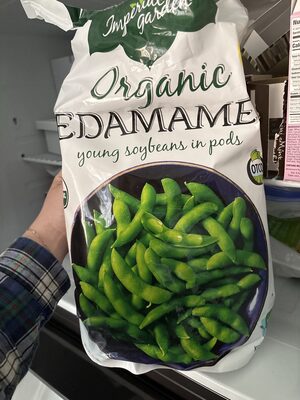 Imperial
garden
Organic
EDAMAME
young soybeans in pods